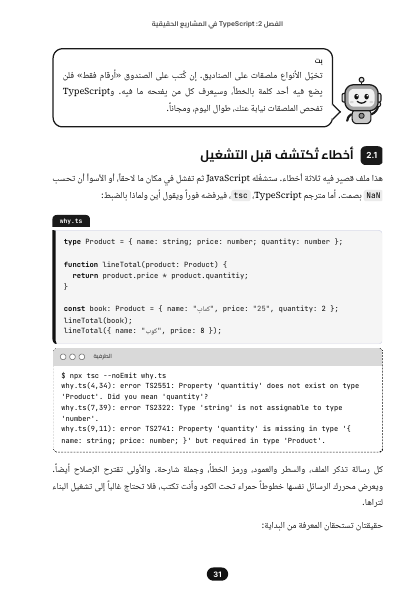 الفصل 2: TypeScript في المشاريع الحقيقية
بِت
تخيّل الأنواع ملصقات على الصناديق. إن كُتب على الصندوق «أرقام فقط» فلن
يضع فيه أحد كلمة بالخطأ، وسيعرف كل من يفتحه ما فيه. وTypeScript
تفحص الملصقات نيابة عنك، طوال اليوم، ومجاناً.
2.1 أخطاء تُكتشف قبل التشغيل
هذا ملف قصير فيه ثلاثة أخطاء. ستشغّله JavaScript ثم تفشل في مكان ما لاحقاً، أو الأسوأ أن تحسب
NaN بصمت. أما مترجم TypeScript، tsc، فيرفضه فوراً ويقول أين ولماذا بالضبط:
why.ts
type Product = { name: string; price: number; quantity: number };
function lineTotal(product: Product) {
return product.price * product.quantitiy;
}
const book: Product = { name: "كتاب", price: "25", quantity: 2 };
lineTotal(book);
lineTotal({ name: "كوب", price: 8 });
الطرفية
$ npx tsc --noEmit why.ts
why.ts(4,34): error TS2551: Property 'quantitiy' does not exist on type
'Product'. Did you mean 'quantity'?
why.ts(7,39): error TS2322: Type 'string' is not assignable to type
'number'.
why.ts(9,11): error TS2741: Property 'quantity' is missing in type '{
name: string; price: number; }' but required in type 'Product'.
كل رسالة تذكر الملف، والسطر والعمود، ورمز الخطأ، وجملة شارحة. والأولى تقترح الإصلاح أيضاً.
ويعرض محررك الرسائل نفسها خطوطاً حمراء تحت الكود وأنت تكتب، فلا تحتاج غالباً إلى تشغيل البناء
لتراها.
حقيقتان تستحقان المعرفة من البداية:
31